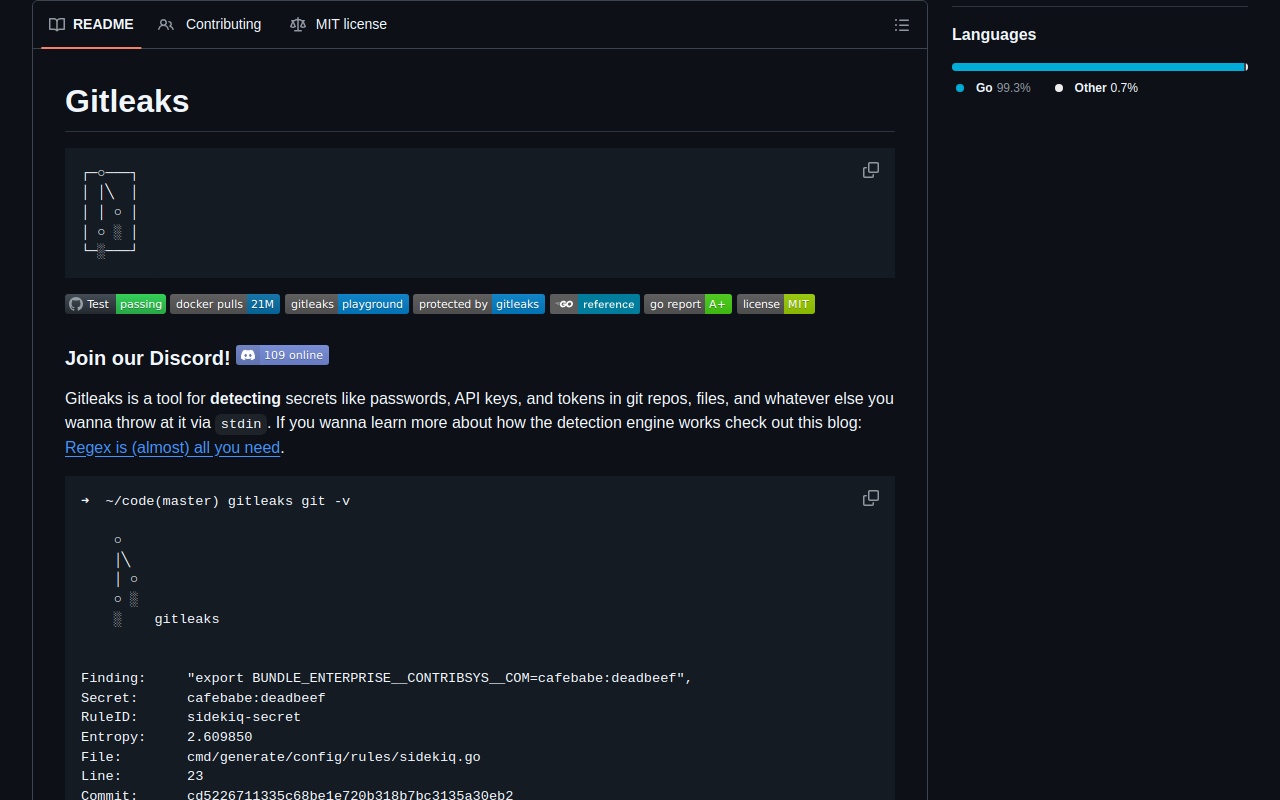 README Contributing MIT license
Languages
Go 99.3% Other 0.7%
Gitleaks
┌─○───┐
│ │╲  │
│ │ ○ │
│ ○ ░ │
└─░───┘
Test passing docker pulls 21M gitleaks playground protected by gitleaks GO reference go report A+ license MIT
Join our Discord! 109 online
Gitleaks is a tool for detecting secrets like passwords, API keys, and tokens in git repos, files, and whatever else you
wanna throw at it via stdin. If you wanna learn more about how the detection engine works check out this blog:
Regex is (almost) all you need.
➜  ~/code(master) gitleaks git -v
    ○
    │╲
    │ ○
    ○ ░
    ░    gitleaks
Finding:     "export BUNDLE_ENTERPRISE__CONTRIBSYS__COM=cafebabe:deadbeef",
Secret:      cafebabe:deadbeef
RuleID:      sidekiq-secret
Entropy:     2.609850
File:        cmd/generate/config/rules/sidekiq.go
Line:        23
Commit:      cd5226711335c68be1e720b318b7bc3135a30eb2